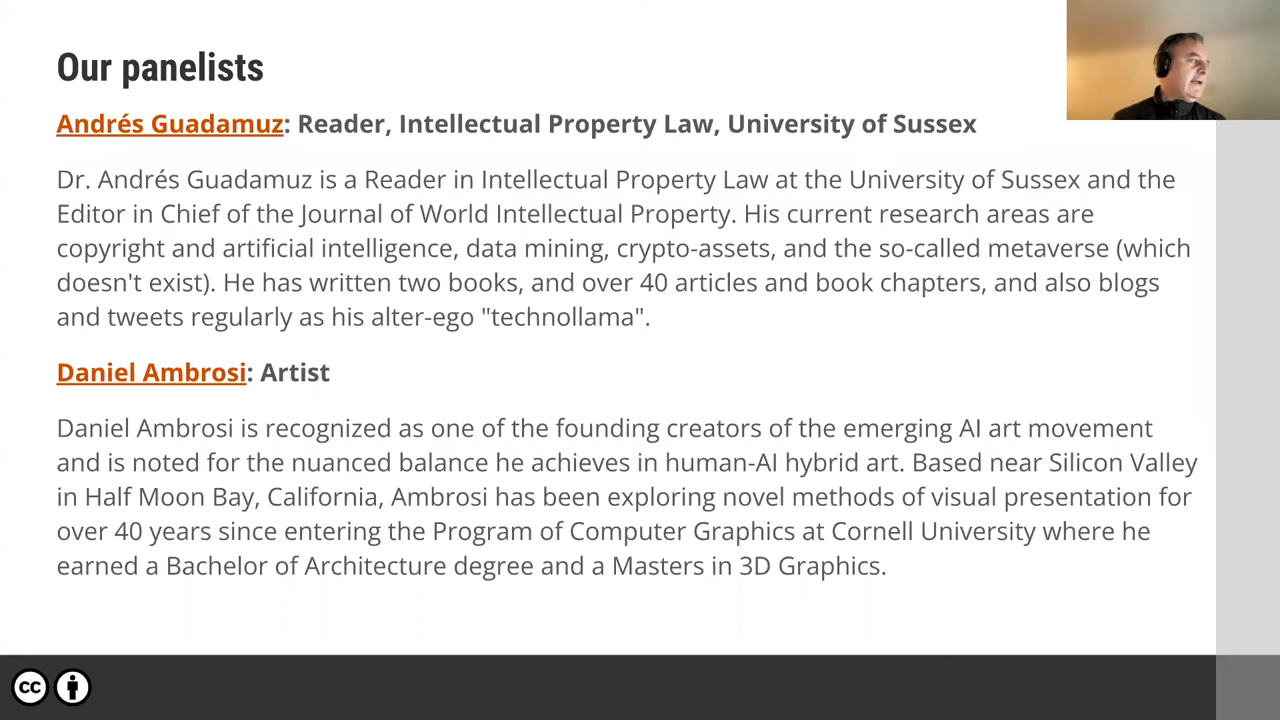 Our panelists
Andrés Guadamuz: Reader, Intellectual Property Law, University of Sussex
Dr. Andrés Guadamuz is a Reader in Intellectual Property Law at the University of Sussex and the
Editor in Chief of the Journal of World Intellectual Property. His current research areas are
copyright and artificial intelligence, data mining, crypto-assets, and the so-called metaverse (which
doesn't exist). He has written two books, and over 40 articles and book chapters, and also blogs
and tweets regularly as his alter-ego "technollama".
Daniel Ambrosi: Artist
Daniel Ambrosi is recognized as one of the founding creators of the emerging AI art movement
and is noted for the nuanced balance he achieves in human-AI hybrid art. Based near Silicon Valley
in Half Moon Bay, California, Ambrosi has been exploring novel methods of visual presentation for
over 40 years since entering the Program of Computer Graphics at Cornell University where he
earned a Bachelor of Architecture degree and a Masters in 3D Graphics.
cc